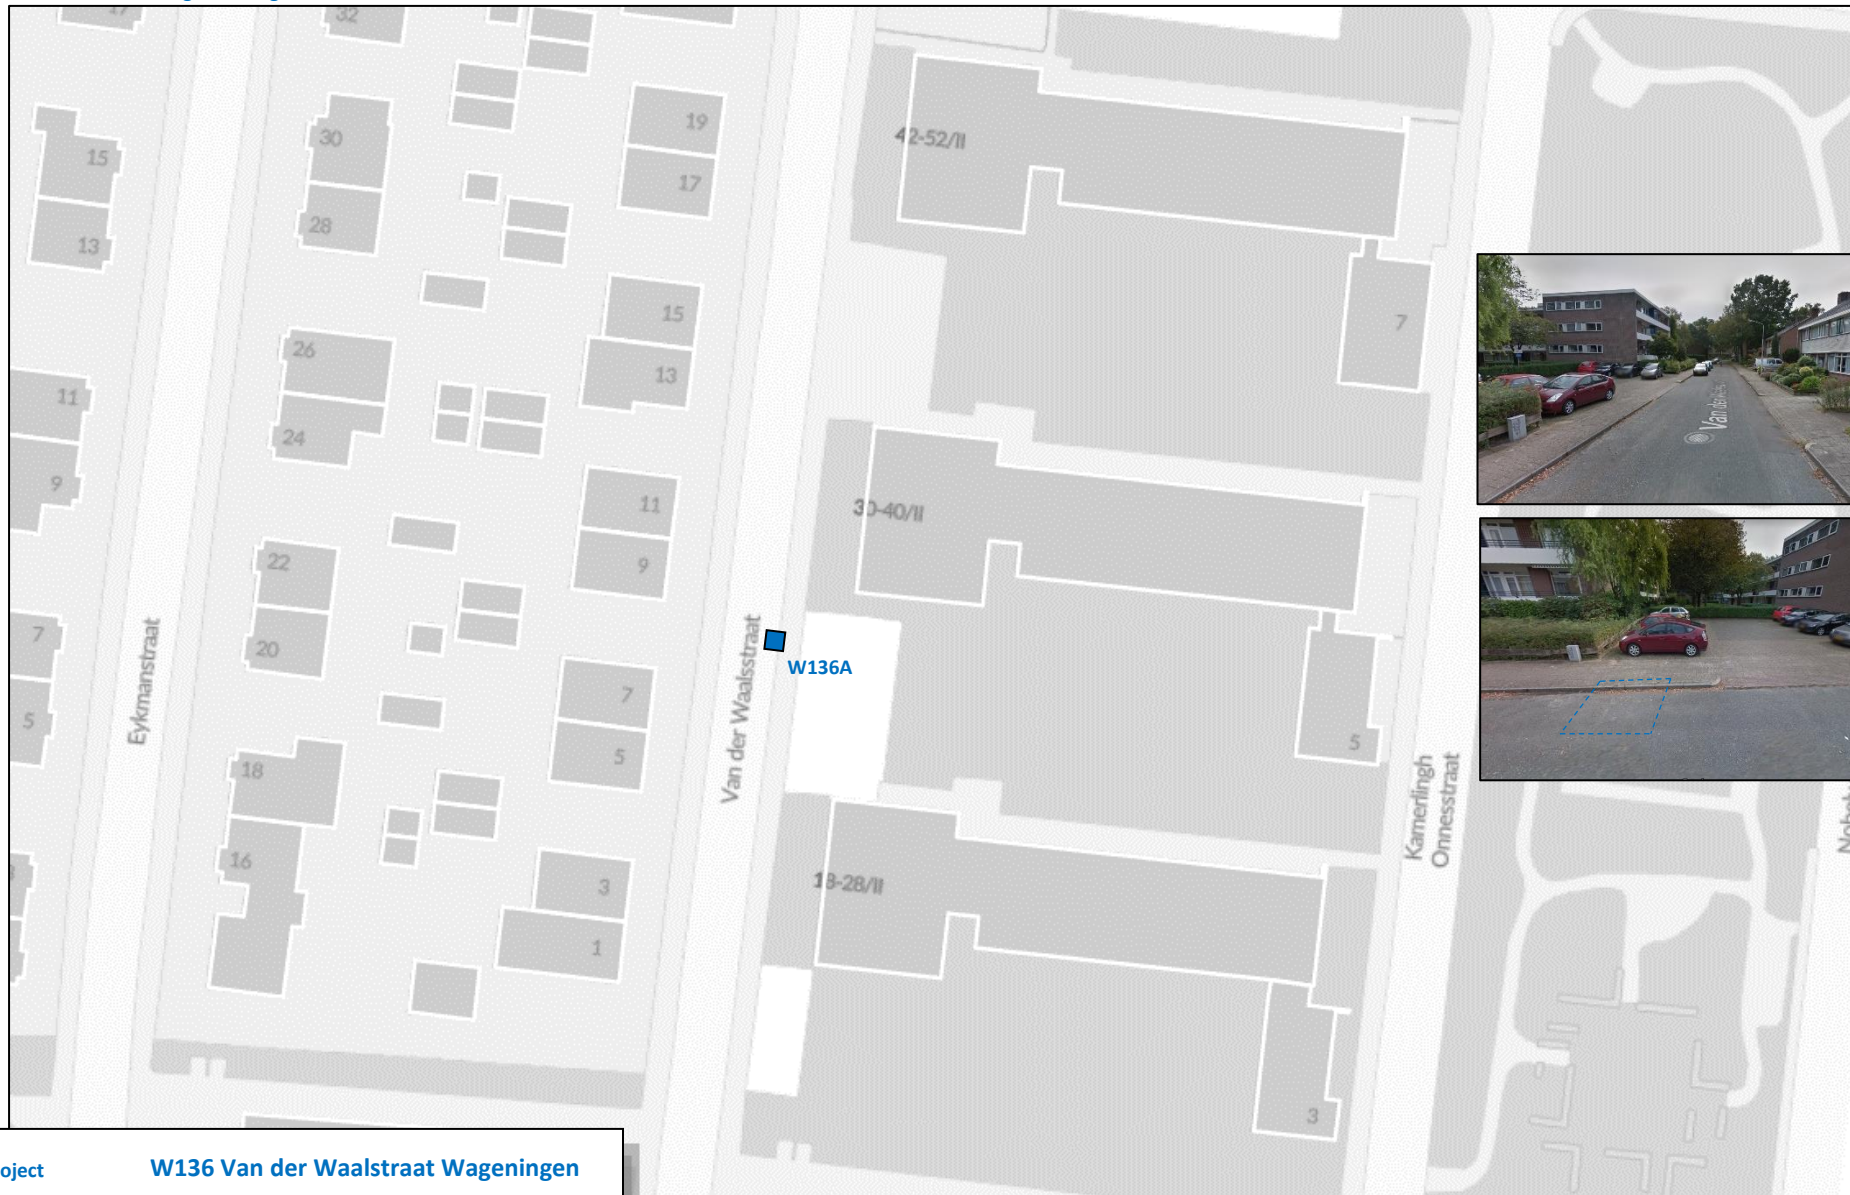 17
32
19
42-52/II
30
15
17
28
13
15
7
26
13
11
24
11
30-40/II
9
22
9
7
20
Eykmanstraat
Van der Waalsstraat
W136A
7
5
5
5
18
Kamerlingh
Onnesstraat
16
3
18-28/II
1
3
oject
W136 Van der Waalstraat Wageningen